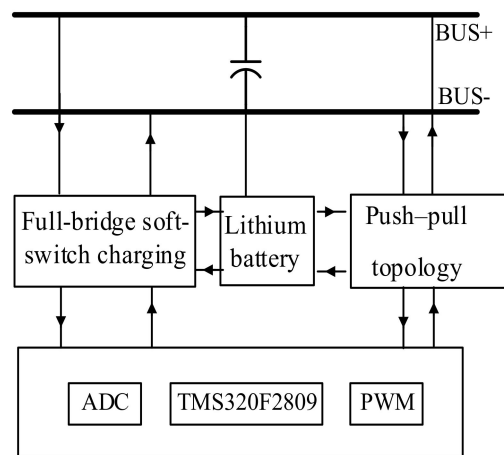 BUS+
BUS-
Full-bridge soft-
switch charging
Lithium
battery
Push–pull
topology
ADC
TMS320F2809
PWM